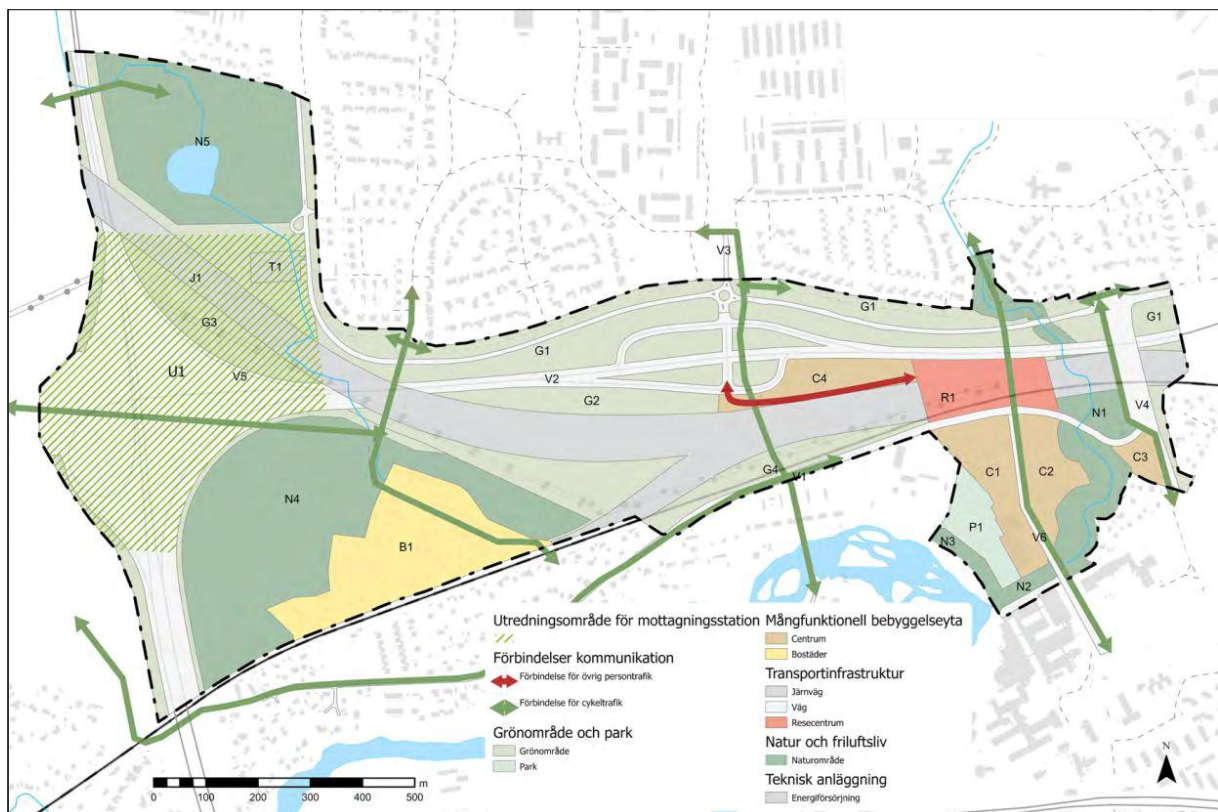 N5
V3
T1
J1
G1
G1
G3
G1
V2
C4
U1
V5
G2
R1
N1
V4
G4
V1
C3
C1
C2
N4
P1
B1
V6
N3
N2
Utredningsområde för mottagningsstation
Förbindelser kommunikation
Förbindelse för övrig persontrafik
Förbindelse för cykeltrafik
Grönområde och park
Grönområde
Park
Mångfunktionell bebyggelseyta
Centrum
Bostäder
Transportinfrastruktur
Järnväg
Väg
Resecentrum
Natur och friluftsliv
Naturområde
Teknisk anläggning
Energiförsörjning
N
m
0 100 200 300 400 500